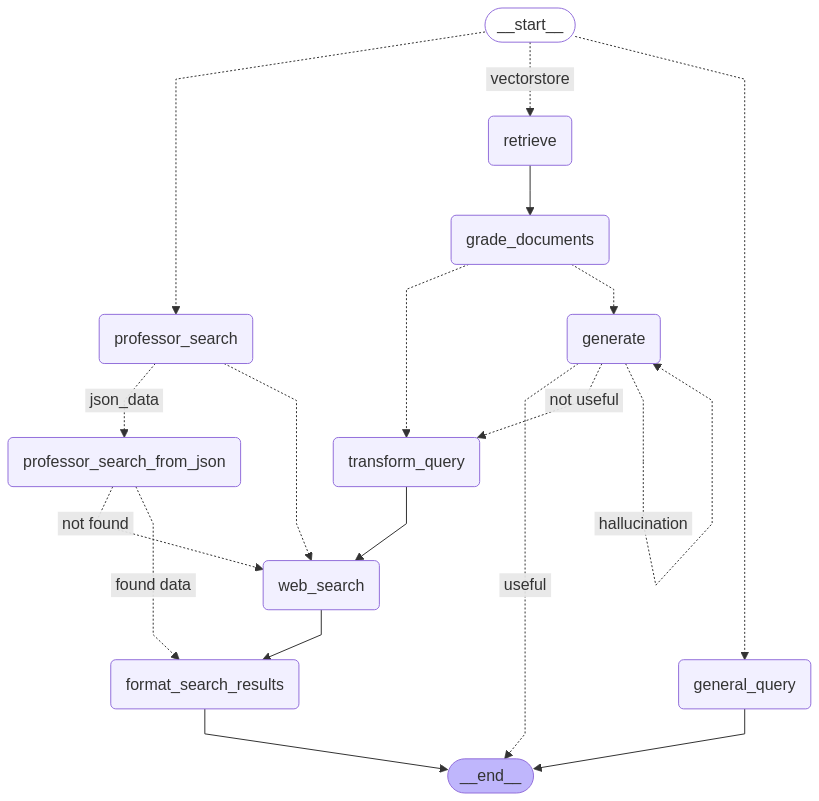 __start__
vectorstore
retrieve
grade_documents
professor_search
generate
json_data
not useful
professor_search_from_json
transform_query
not found
hallucination
found data
web_search
useful
format_search_results
general_query
__end__